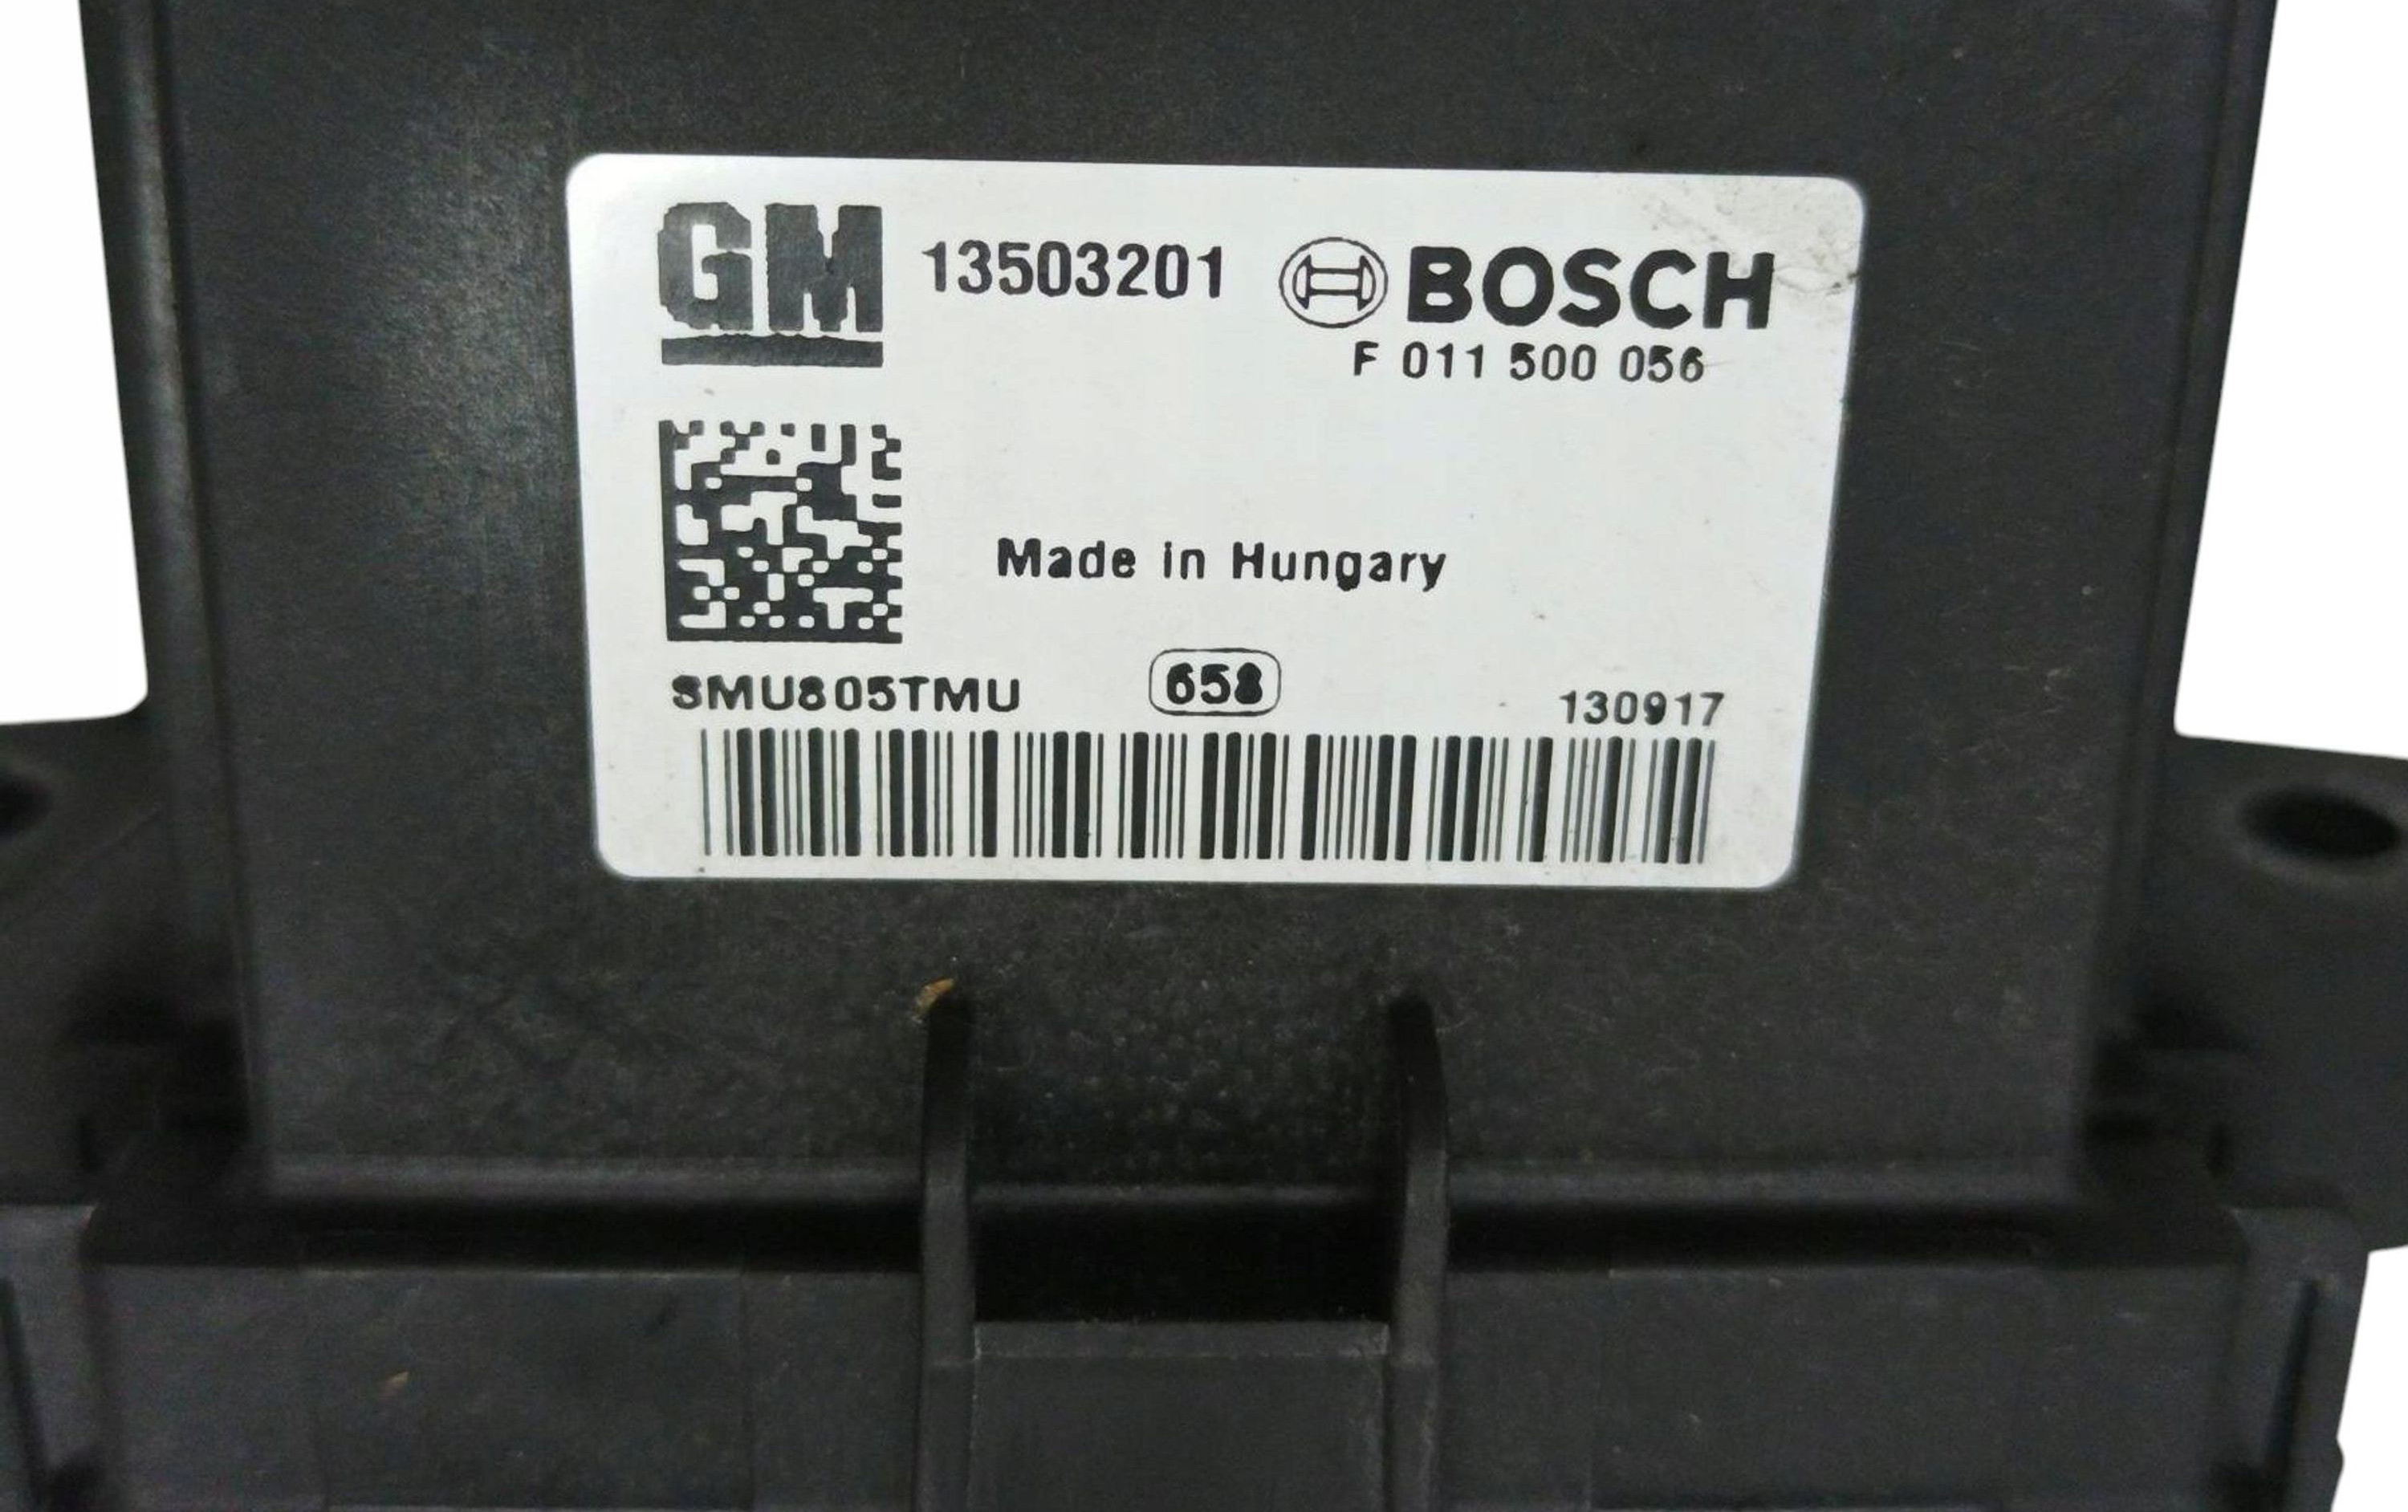 GM 13503201 BOSCH
F 011 500 056
Made in Hungary
SMU805TMU 658 130917